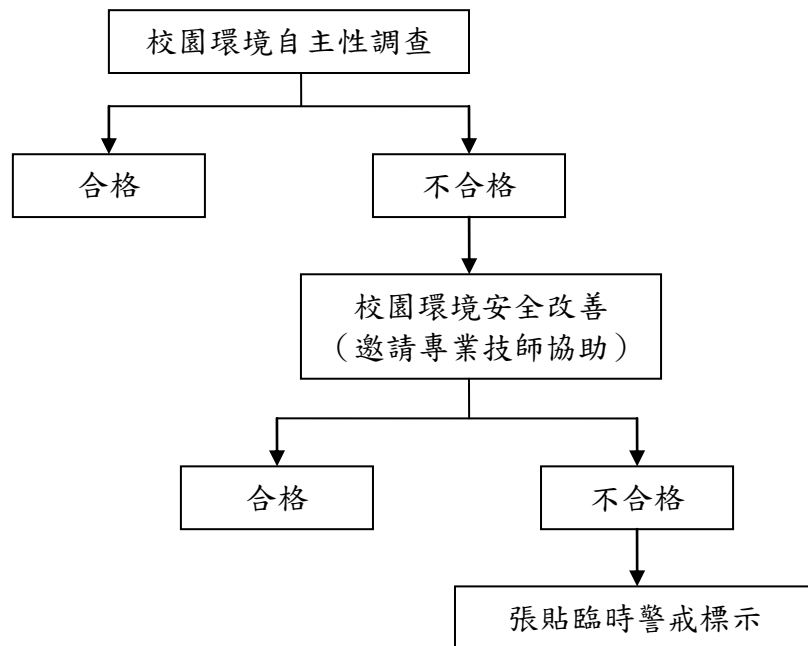 校園環境自主性調查
合格
不合格
校園環境安全改善
（邀請專業技師協助）
合格
不合格
張貼臨時警戒標示